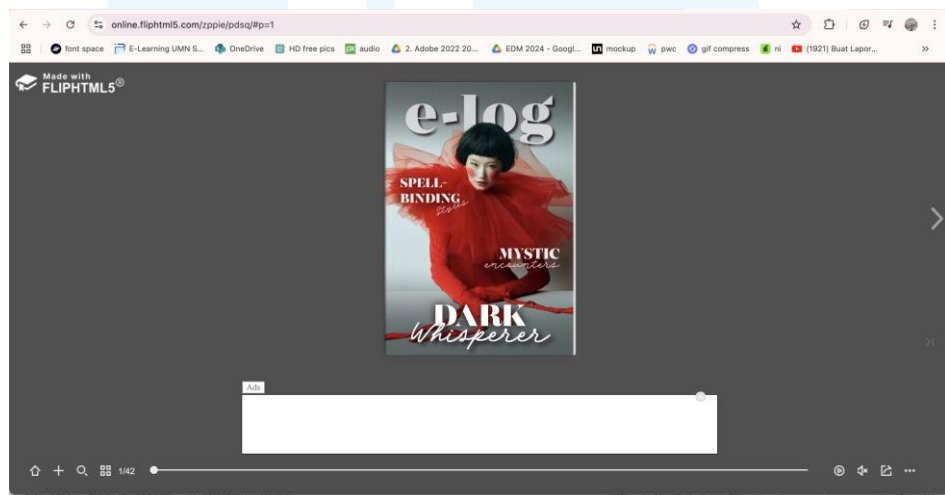 online.fliphtml5.com/zppie/pdsq/#p=1
font space E-Learning UMN S... OneDrive HD free pics audio 2. Adobe 2022 20... EDM 2024 - Googl... mockup pwc gif compress ni (1921) Buat Lapor... »
Made with
FLIPHTML5®
e-log
SPELL-
BINDING
Stories
MYSTIC
encounters
DARK
Whisperer
Ads
1/42